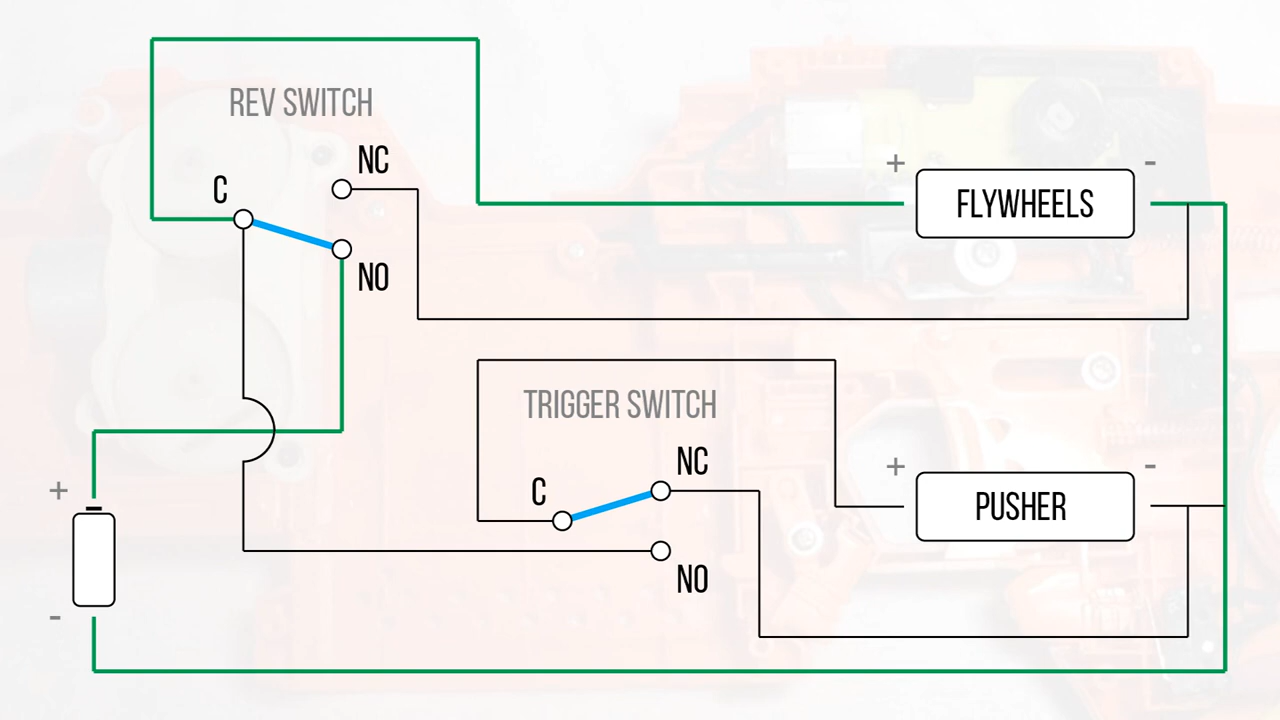 REV SWITCH
NC
C
NO
+
-
FLYWHEELS
TRIGGER SWITCH
NC
C
NO
+
-
PUSHER
+
-